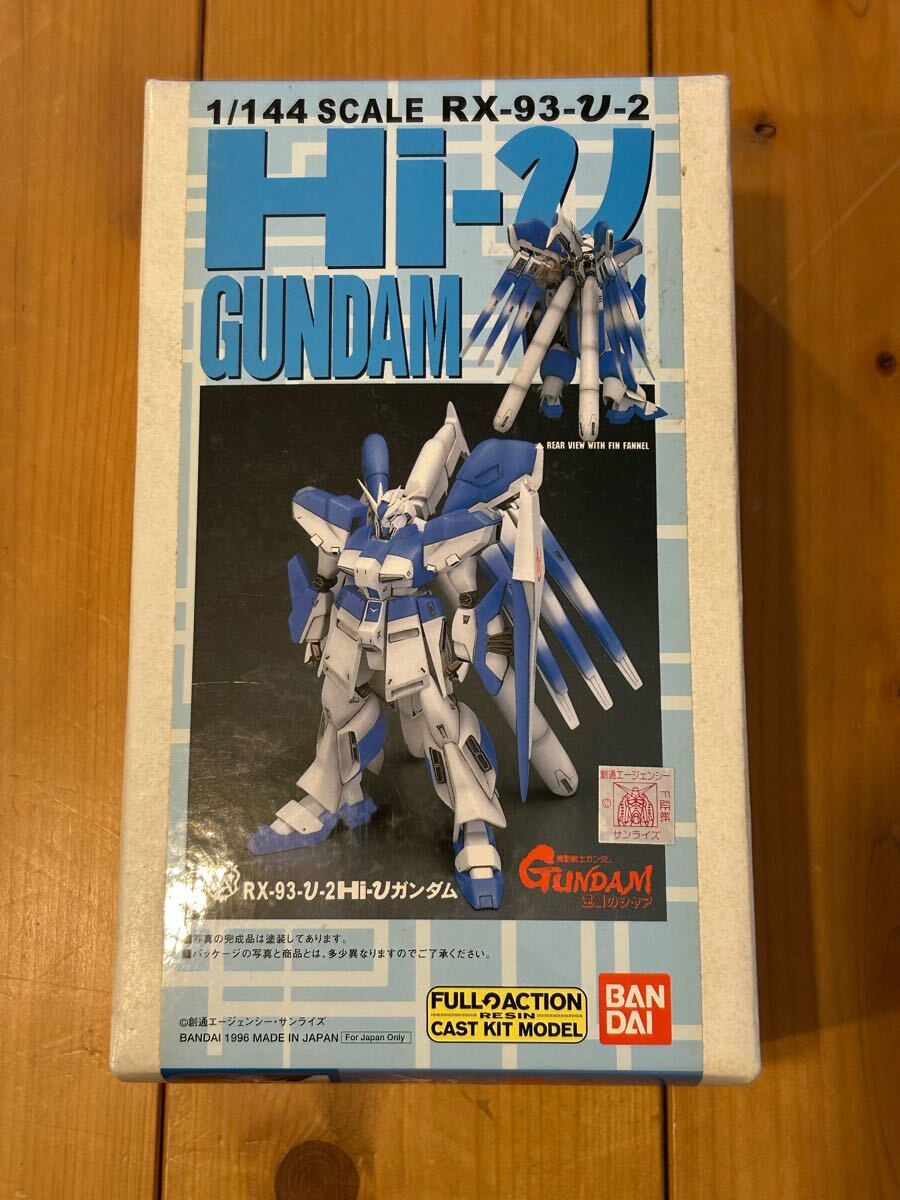 1/144 SCALE RX-93-ν-2
Hi-ν
GUNDAM
REAR VIEW WITH FIN FANNEL
創通エージェンシー
©
サンライズ
RX-93-ν-2 Hi-νガンダム
機動戦士ガンダム
GUNDAM
逆襲のシャア
■写真の完成品は塗装してあります。
■パッケージの写真と商品とは、多少異なりますのでご了承ください。
FULL ACTION
RESIN
CAST KIT MODEL
BAN
DAI
©創通エージェンシー・サンライズ
BANDAI 1996 MADE IN JAPAN For Japan Only